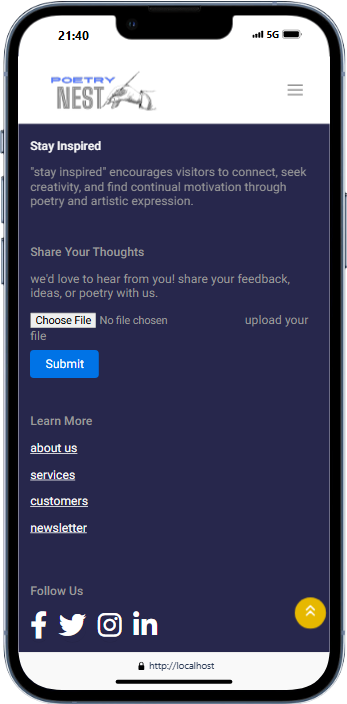 21:40
5G
POETRY
NEST
Stay Inspired
"stay inspired" encourages visitors to connect, seek
creativity, and find continual motivation through
poetry and artistic expression.
Share Your Thoughts
we'd love to hear from you! share your feedback,
ideas, or poetry with us.
Choose File No file chosen upload your
file
Submit
Learn More
about us
services
customers
newsletter
Follow Us
http://localhost